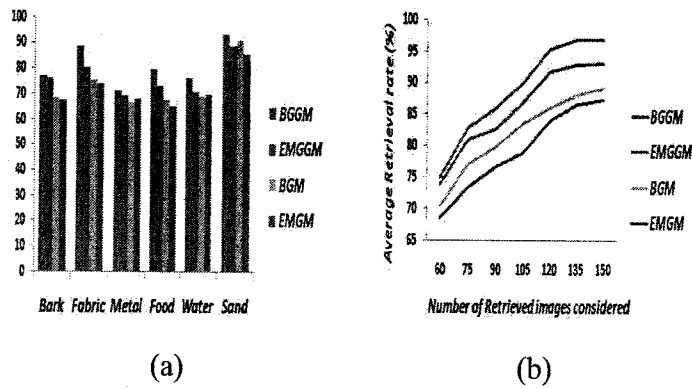 100
90
80
70
60
50
40
30
20
10
0
Bark Fabric Metal Food Water Sand
BGGM
EMGGM
BGM
EMGM
(a)
Average Retrieval rate.(%)
100
95
90
85
80
75
70
65
60 75 90 105 120 135 150
Number of Retrieved images considered
BGGM
EMGGM
BGM
EMGM
(b)